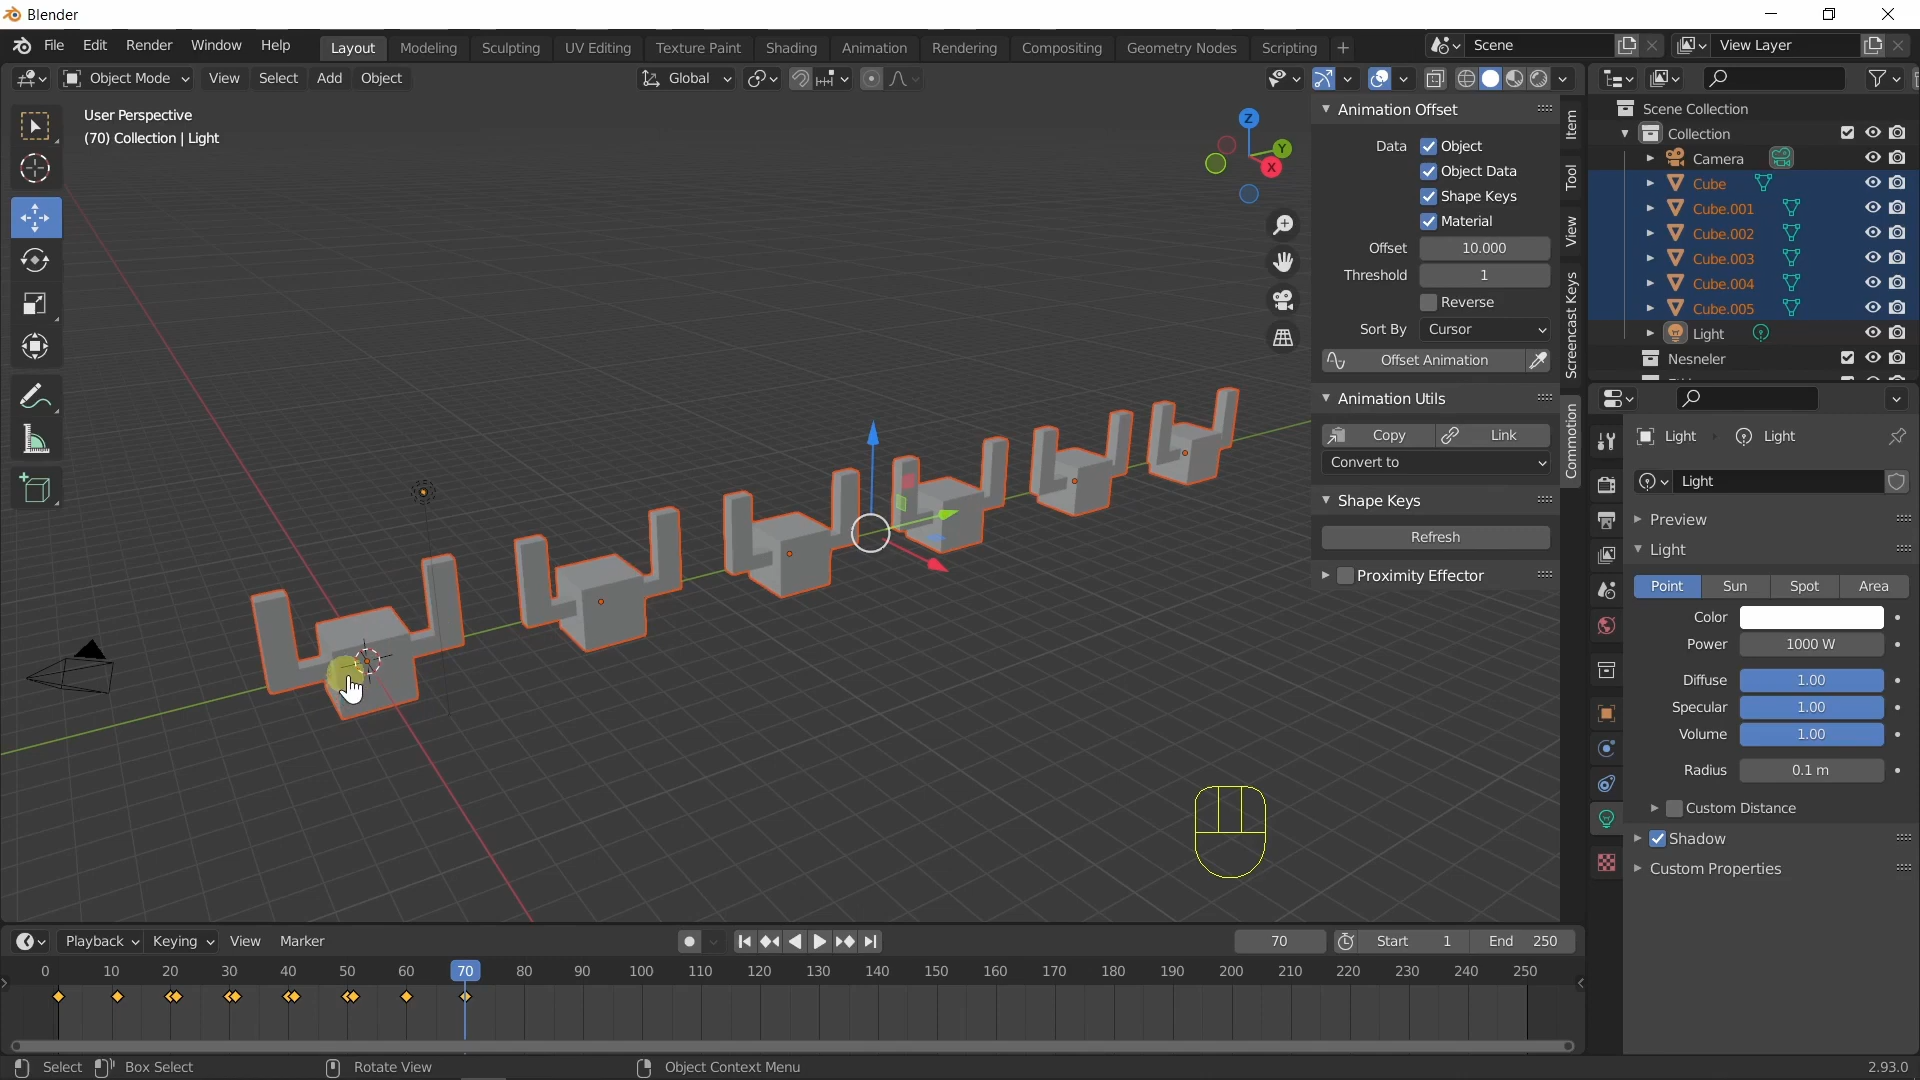 Blender
File Edit Render Window Help Layout Modeling Sculpting UV Editing Texture Paint Shading Animation Rendering Compositing Geometry Nodes Scripting + Scene View Layer
Object Mode View Select Add Object Global
User Perspective
(70) Collection | Light
Z
Y
X
Animation Offset
Data Object
Object Data
Shape Keys
Material
Offset 10.000
Threshold 1
Reverse
Sort By Cursor
Offset Animation
Animation Utils
Copy Link
Convert to
Shape Keys
Refresh
Proximity Effector
Item
Tool
View
Screencast Keys
Commotion
Scene Collection
Collection
Camera
Cube
Cube.001
Cube.002
Cube.003
Cube.004
Cube.005
Light
Nesneler
Light Light
Light
Preview
Light
Point Sun Spot Area
Color
Power 1000 W
Diffuse 1.00
Specular 1.00
Volume 1.00
Radius 0.1 m
Custom Distance
Shadow
Custom Properties
Playback Keying View Marker 70 Start 1 End 250
0 10 20 30 40 50 60 70 80 90 100 110 120 130 140 150 160 170 180 190 200 210 220 230 240 250
Select Box Select Rotate View Object Context Menu 2.93.0